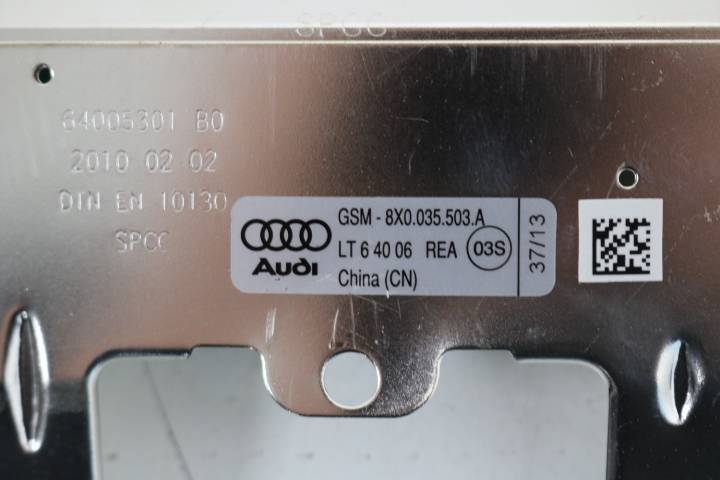 SPCC
64005301 B0
2010 02 02
DIN EN 10130
SPCC
GSM - 8X0.035.503.A
LT 6 40 06 REA 03S
China (CN)
Audi
37/13